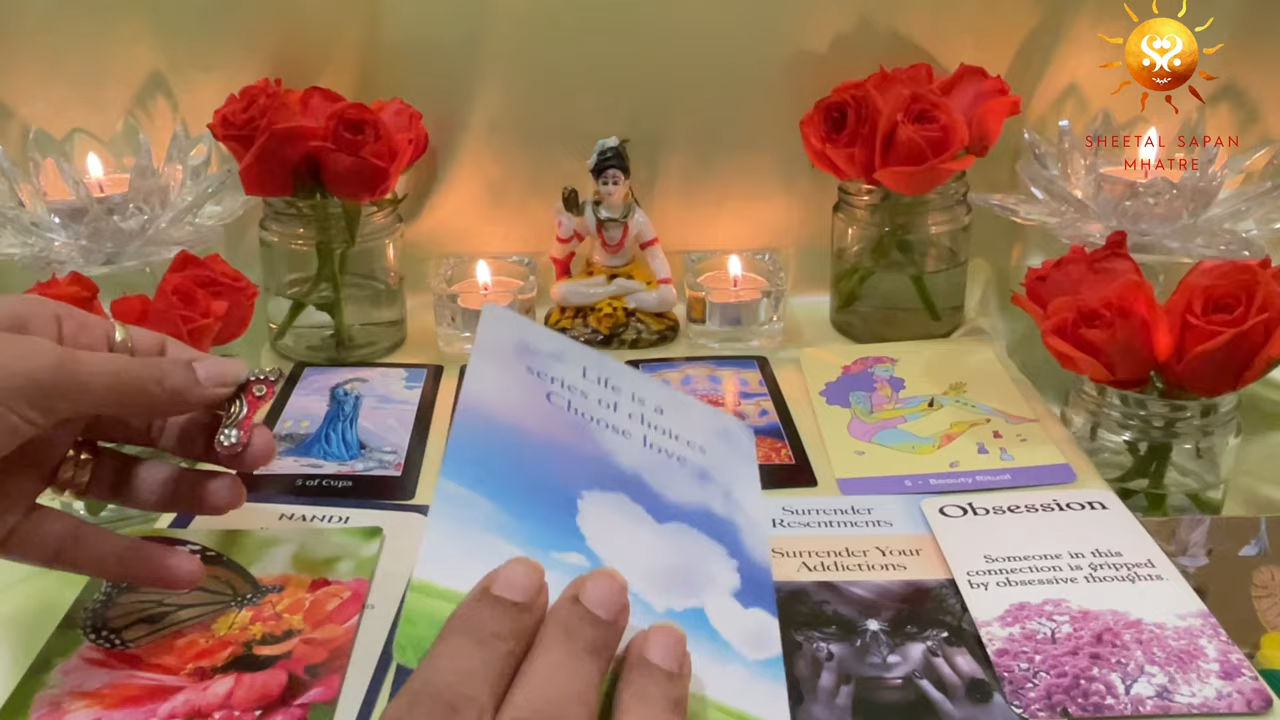 SHEETAL SAPAN
MHATRE
Life is a
series of choices
Choose love
5 of Cups
5 - Beauty Ritual
NANDI
Surrender
Resentments
Surrender Your
Addictions
Obsession
Someone in this
connection is gripped
by obsessive thoughts.